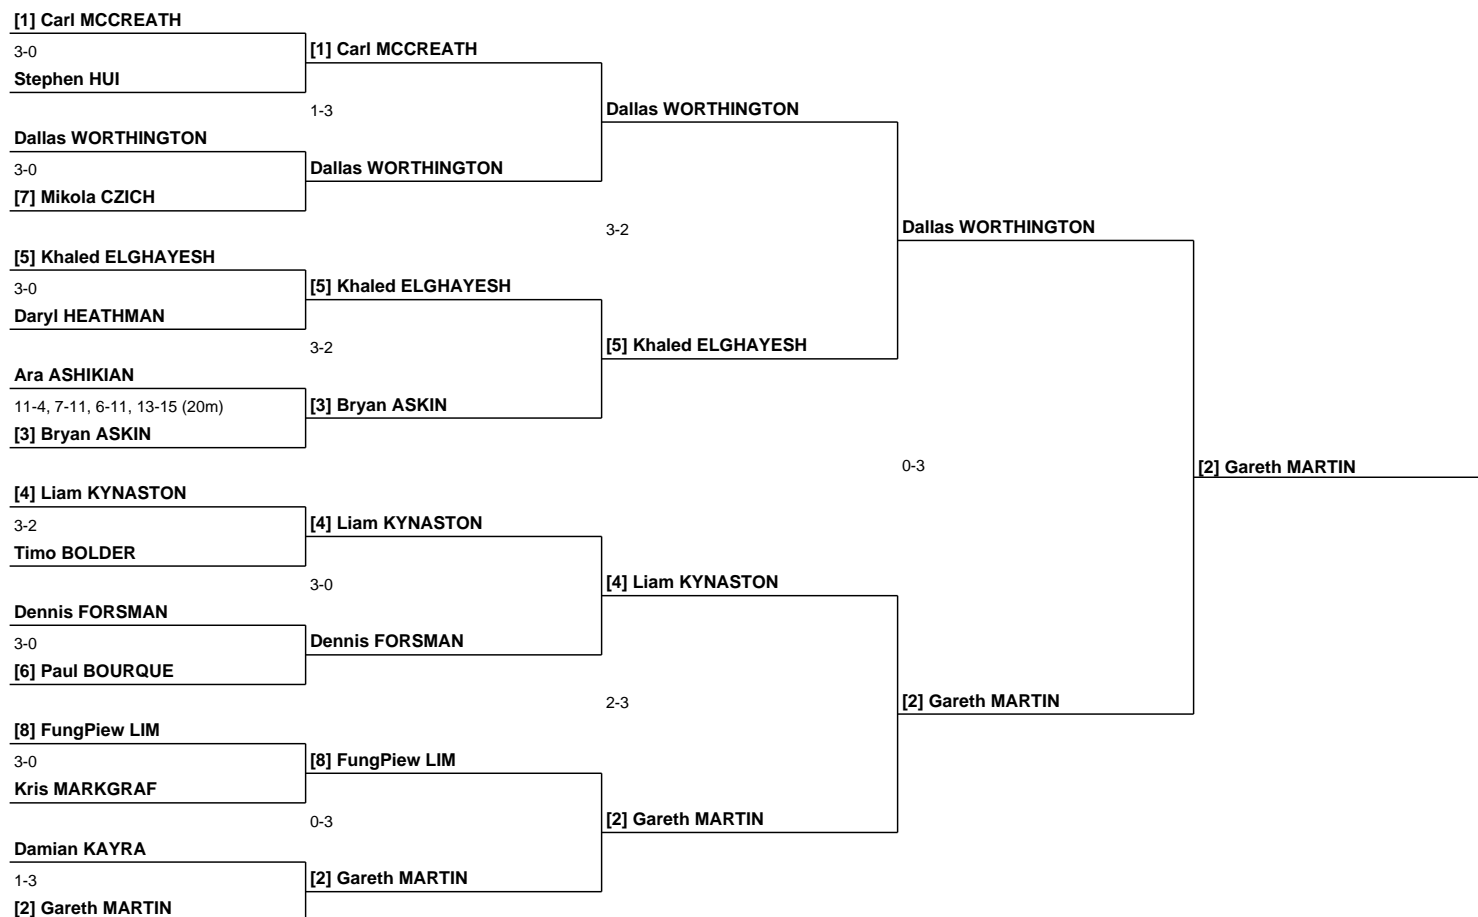 [1] Carl MCCREATH
3-0
Stephen HUI
Dallas WORTHINGTON
3-0
[7] Mikola CZICH
[5] Khaled ELGHAYESH
3-0
Daryl HEATHMAN
Ara ASHIKIAN
11-4, 7-11, 6-11, 13-15 (20m)
[3] Bryan ASKIN
[4] Liam KYNASTON
3-2
Timo BOLDER
Dennis FORSMAN
3-0
[6] Paul BOURQUE
[8] FungPiew LIM
3-0
Kris MARKGRAF
Damian KAYRA
1-3
[2] Gareth MARTIN
[1] Carl MCCREATH
1-3
Dallas WORTHINGTON
[5] Khaled ELGHAYESH
3-2
[3] Bryan ASKIN
[4] Liam KYNASTON
3-0
Dennis FORSMAN
[8] FungPiew LIM
0-3
[2] Gareth MARTIN
Dallas WORTHINGTON
3-2
[5] Khaled ELGHAYESH
[4] Liam KYNASTON
2-3
[2] Gareth MARTIN
Dallas WORTHINGTON
0-3
[2] Gareth MARTIN
[2] Gareth MARTIN